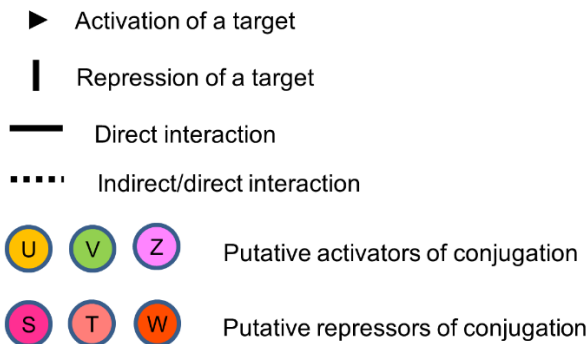 Activation of a target
Repression of a target
Direct interaction
Indirect/direct interaction
U V Z Putative activators of conjugation
S T W Putative repressors of conjugation